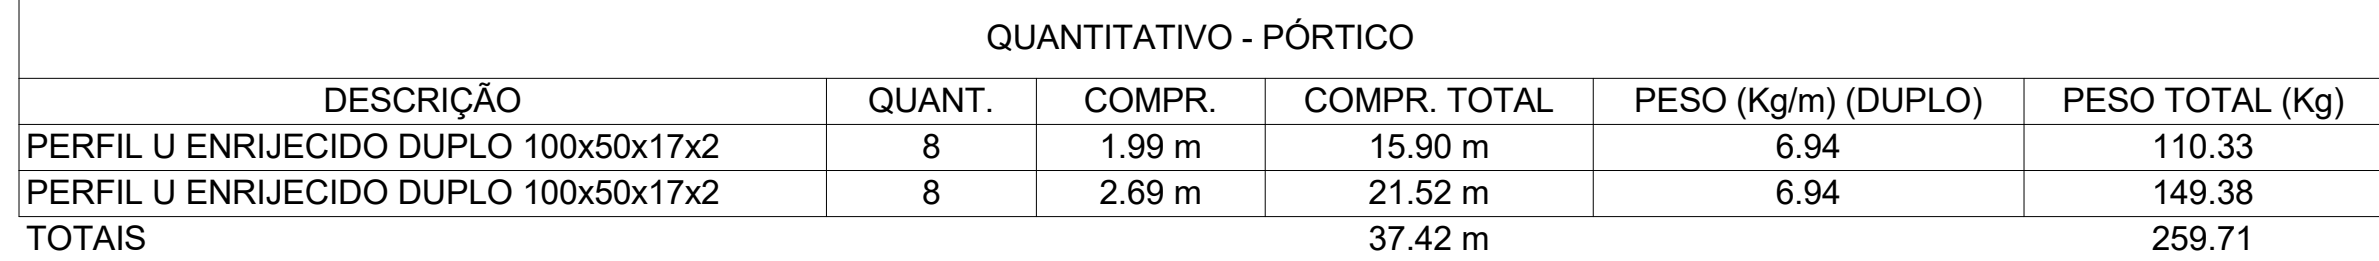 QUANTITATIVO - PÓRTICO
DESCRIÇÃO QUANT. COMPR. COMPR. TOTAL PESO (Kg/m) (DUPLO) PESO TOTAL (Kg)
PERFIL U ENRIJECIDO DUPLO 100x50x17x2 8 1.99 m 15.90 m 6.94 110.33
PERFIL U ENRIJECIDO DUPLO 100x50x17x2 8 2.69 m 21.52 m 6.94 149.38
TOTAIS 37.42 m 259.71